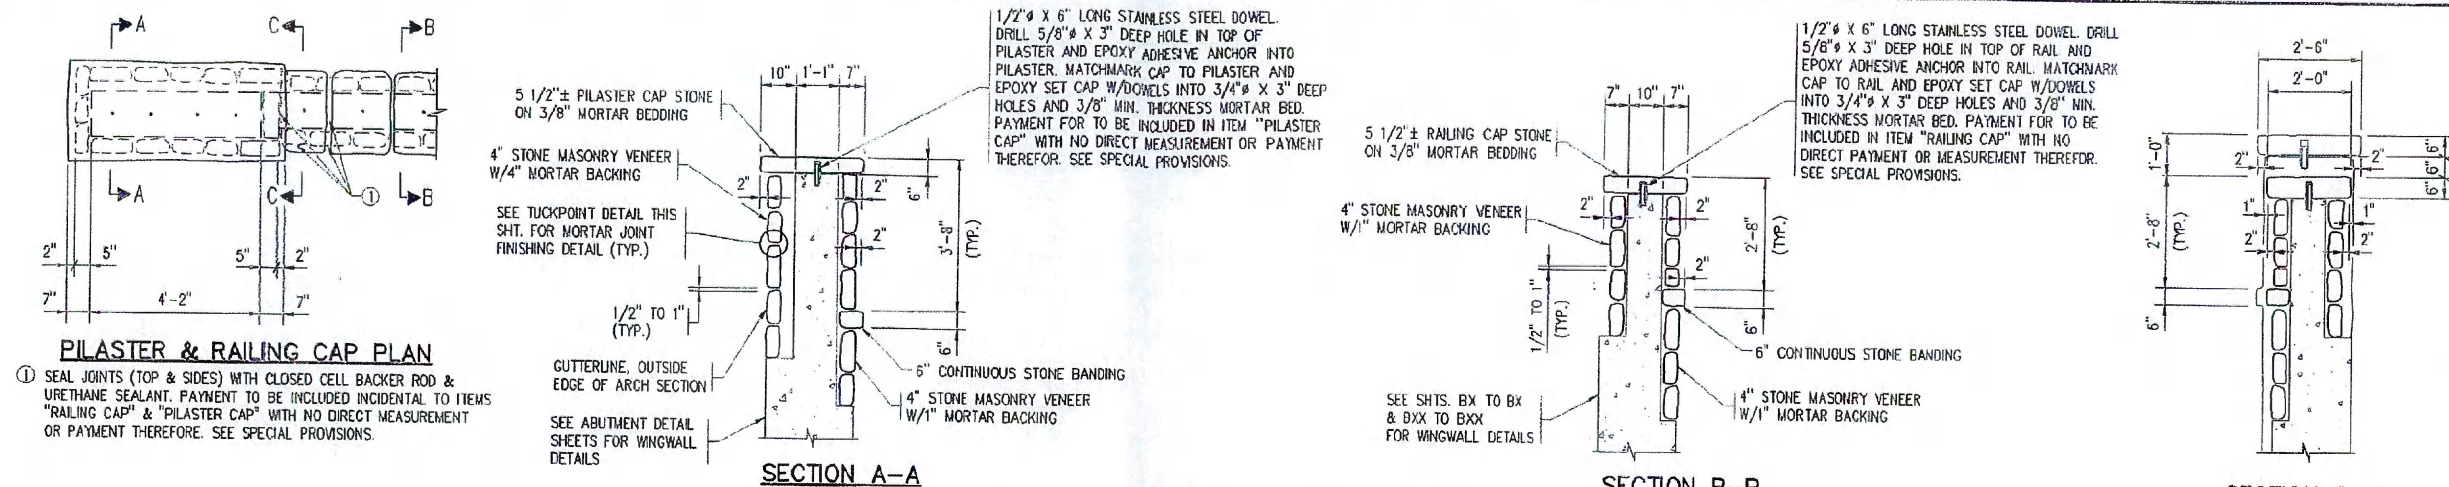 A
C
B
A
C
B
①
2"
5"
5"
2"
7"
4'-2"
7"
PILASTER & RAILING CAP PLAN
① SEAL JOINTS (TOP & SIDES) WITH CLOSED CELL BACKER ROD &
URETHANE SEALANT. PAYMENT TO BE INCLUDED INCIDENTAL TO ITEMS
"RAILING CAP" & "PILASTER CAP" WITH NO DIRECT MEASUREMENT
OR PAYMENT THEREFORE. SEE SPECIAL PROVISIONS.
1/2"ø X 6" LONG STAINLESS STEEL DOWEL.
DRILL 5/8"ø X 3" DEEP HOLE IN TOP OF
PILASTER AND EPOXY ADHESIVE ANCHOR INTO
PILASTER. MATCHMARK CAP TO PILASTER AND
EPOXY SET CAP W/DOWELS INTO 3/4"ø X 3" DEEP
HOLES AND 3/8" MIN. THICKNESS MORTAR BED.
PAYMENT FOR TO BE INCLUDED IN ITEM "PILASTER
CAP" WITH NO DIRECT MEASUREMENT OR PAYMENT
THEREFOR. SEE SPECIAL PROVISIONS.
10" 1'-1" 7"
5 1/2"± PILASTER CAP STONE
ON 3/8" MORTAR BEDDING
4" STONE MASONRY VENEER
W/4" MORTAR BACKING
SEE TUCKPOINT DETAIL THIS
SHT. FOR MORTAR JOINT
FINISHING DETAIL (TYP.)
2"
2"
6"
2"
3'-8"
(TYP.)
1/2" TO 1"
(TYP.)
6"
GUTTERLINE, OUTSIDE
EDGE OF ARCH SECTION
6" CONTINUOUS STONE BANDING
4" STONE MASONRY VENEER
W/1" MORTAR BACKING
SEE ABUTMENT DETAIL
SHEETS FOR WINGWALL
DETAILS
SECTION A-A
1/2"ø X 6" LONG STAINLESS STEEL DOWEL. DRILL
5/8"ø X 3" DEEP HOLE IN TOP OF RAIL AND
EPOXY ADHESIVE ANCHOR INTO RAIL. MATCHMARK
CAP TO RAIL AND EPOXY SET CAP W/DOWELS
INTO 3/4"ø X 3" DEEP HOLES AND 3/8" MIN.
THICKNESS MORTAR BED. PAYMENT FOR TO BE
INCLUDED IN ITEM "RAILING CAP" WITH NO
DIRECT PAYMENT OR MEASUREMENT THEREFOR.
SEE SPECIAL PROVISIONS.
7" 10" 7"
5 1/2"± RAILING CAP STONE
ON 3/8" MORTAR BEDDING
4" STONE MASONRY VENEER
W/1" MORTAR BACKING
2"
2"
2"
2'-8"
(TYP.)
1/2" TO 1"
(TYP.)
6"
6" CONTINUOUS STONE BANDING
SEE SHTS. BX TO BX
& BXX TO BXX
FOR WINGWALL DETAILS
4" STONE MASONRY VENEER
W/1" MORTAR BACKING
2'-6"
2'-0"
1'-0"
2"
2"
6"
6"
6"
1"
1"
2"
2"
2'-8"
(TYP.)
6"